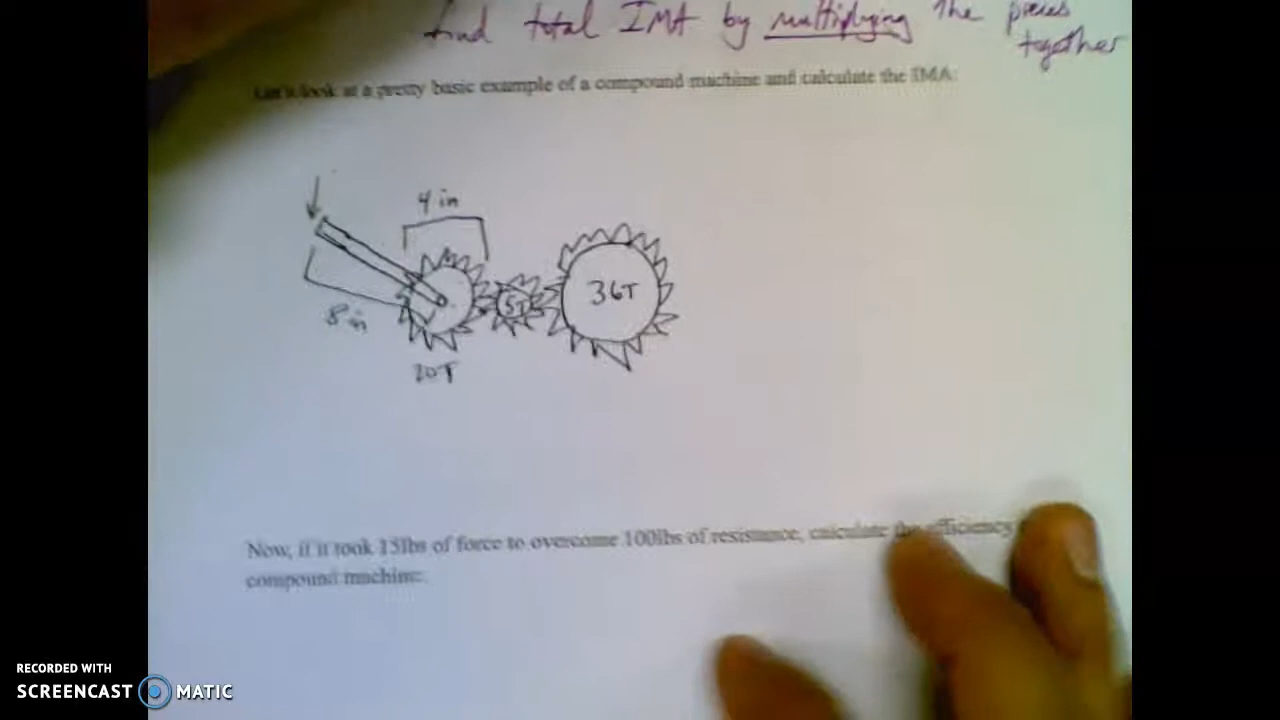 find total IMA by multiplying the pieces
together
Let's look at a pretty basic example of a compound machine and calculate the IMA:
4 in
8 in
5T
36T
20T
Now, if it took 15lbs of force to overcome 100lbs of resistance, calculate the efficiency
compound machine.
RECORDED WITH
SCREENCAST MATIC